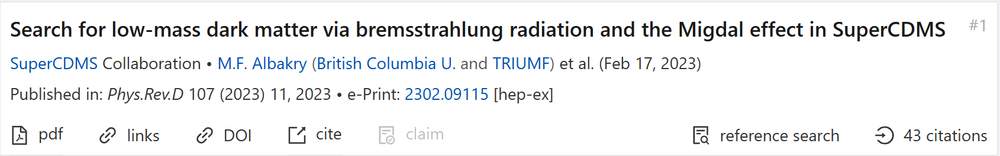 Search for low-mass dark matter via bremsstrahlung radiation and the Migdal effect in SuperCDMS #1
SuperCDMS Collaboration • M.F. Albakry (British Columbia U. and TRIUMF) et al. (Feb 17, 2023)
Published in: Phys.Rev.D 107 (2023) 11, 2023 • e-Print: 2302.09115 [hep-ex]
pdf links DOI cite claim reference search 43 citations